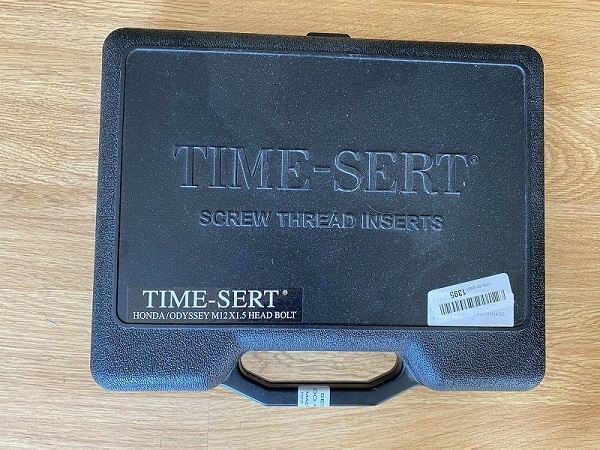 TIME-SERT®
SCREW THREAD INSERTS
TIME-SERT®
HONDA/ODYSSEY M12X1.5 HEAD BOLT
1395